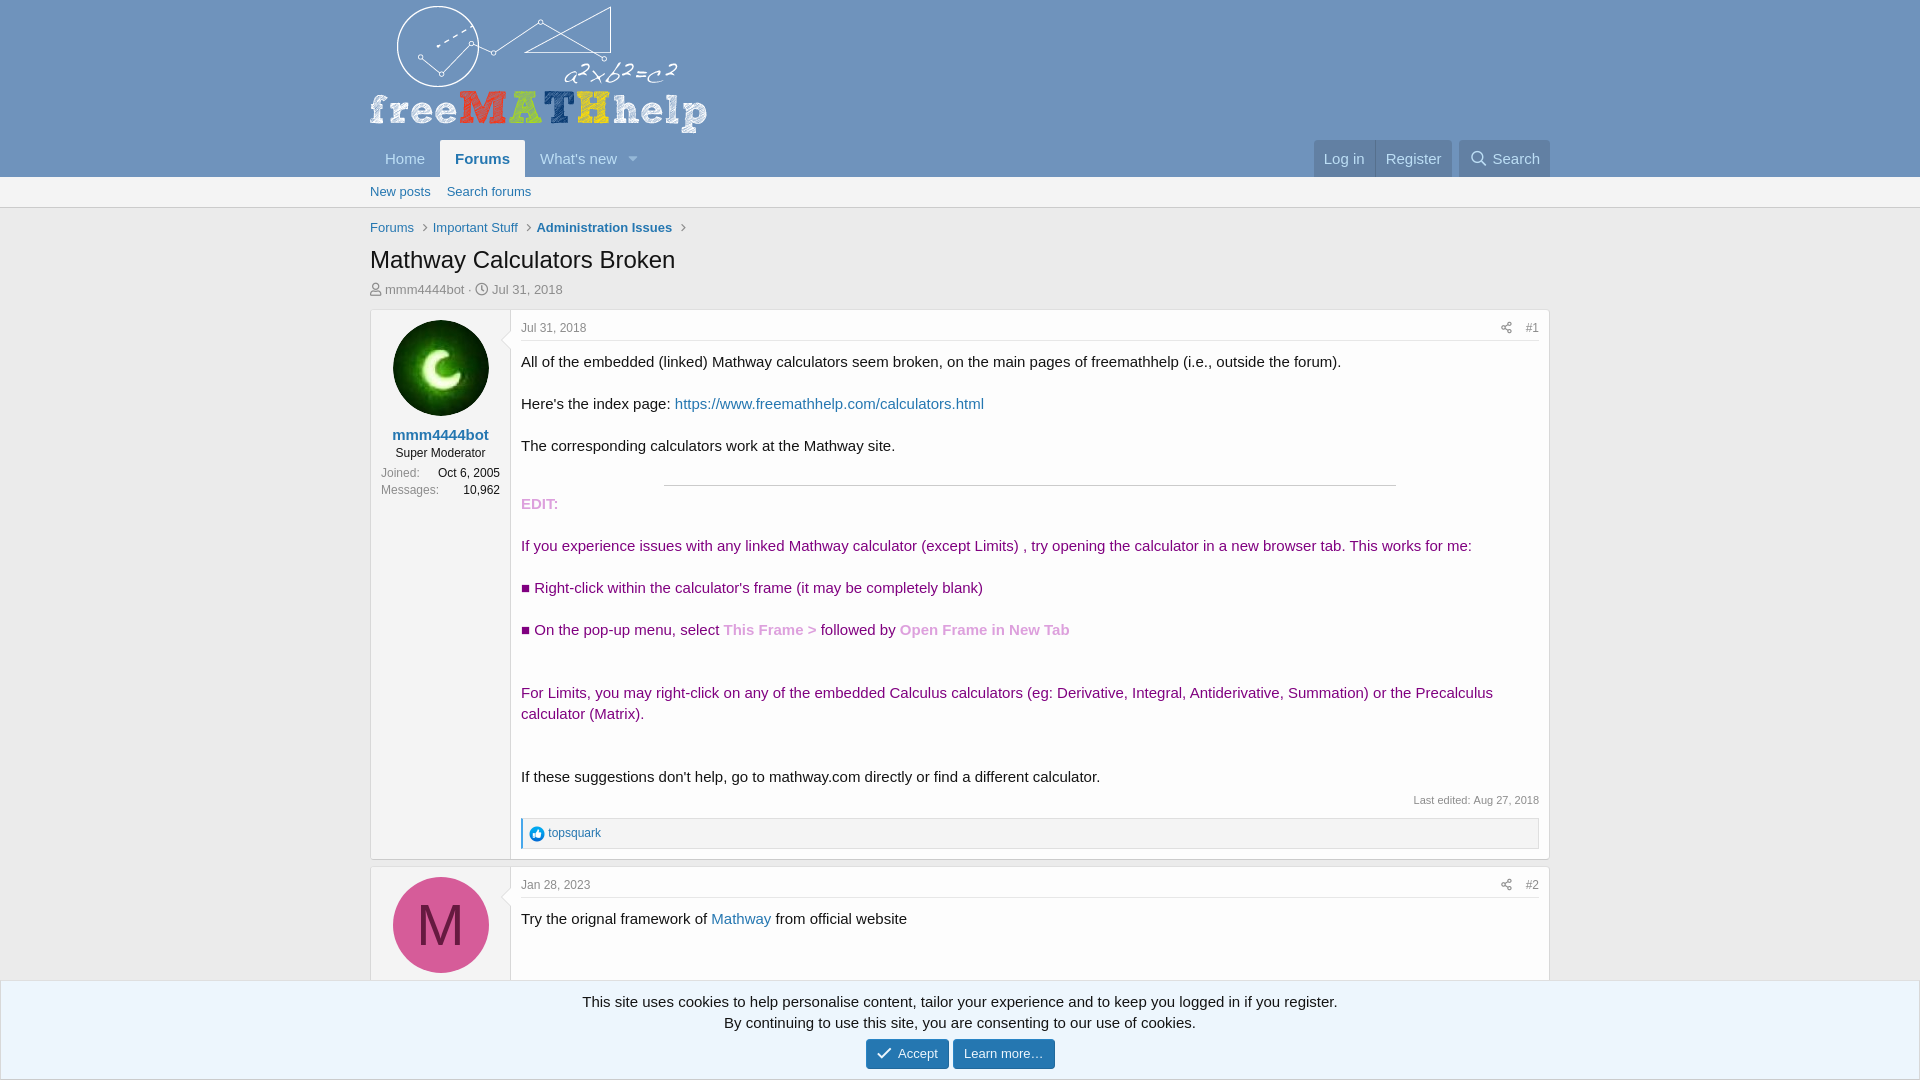 a²xb²=c²
freeMATHhelp
Home
Forums
What's new
Log in
Register
Search
New posts
Search forums
Forums
Important Stuff
Administration Issues
Mathway Calculators Broken
mmm4444bot · Jul 31, 2018
mmm4444bot
Super Moderator
Joined: Oct 6, 2005
Messages: 10,962
Jul 31, 2018
#1
All of the embedded (linked) Mathway calculators seem broken, on the main pages of freemathhelp (i.e., outside the forum).
Here's the index page: https://www.freemathhelp.com/calculators.html
The corresponding calculators work at the Mathway site.
EDIT:
If you experience issues with any linked Mathway calculator (except Limits) , try opening the calculator in a new browser tab. This works for me:
■ Right-click within the calculator's frame (it may be completely blank)
■ On the pop-up menu, select This Frame > followed by Open Frame in New Tab
For Limits, you may right-click on any of the embedded Calculus calculators (eg: Derivative, Integral, Antiderivative, Summation) or the Precalculus
calculator (Matrix).
If these suggestions don't help, go to mathway.com directly or find a different calculator.
Last edited: Aug 27, 2018
topsquark
M
Jan 28, 2023
#2
Try the orignal framework of Mathway from official website
This site uses cookies to help personalise content, tailor your experience and to keep you logged in if you register.
By continuing to use this site, you are consenting to our use of cookies.
Accept
Learn more…